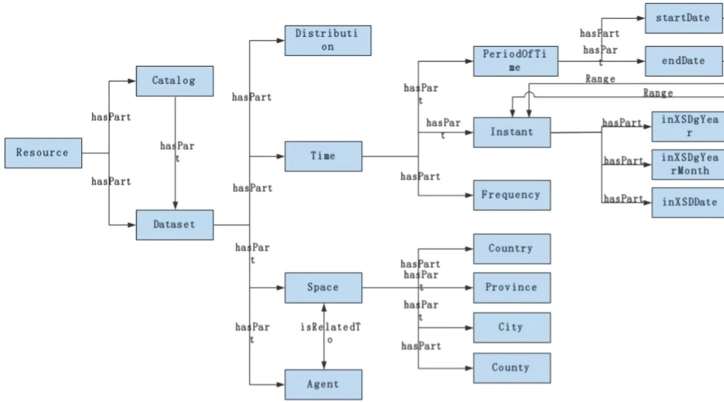 startDate
Distributi
on
hasPart
PeriodOfTi
me
hasPar
t
endDate
Catalog
Range
hasPar
t
Range
hasPart
hasPart
hasPar
t
Instant
hasPart
inXSDgYea
r
hasPar
t
Resource
Time
hasPart
inXSDgYea
rMonth
hasPart
hasPart
hasPart
Frequency
hasPart
inXSDDate
Dataset
hasPar
t
Country
hasPart
hasPar
t
Space
Province
hasPar
t
hasPar
t
isRelatedT
o
City
hasPart
County
Agent